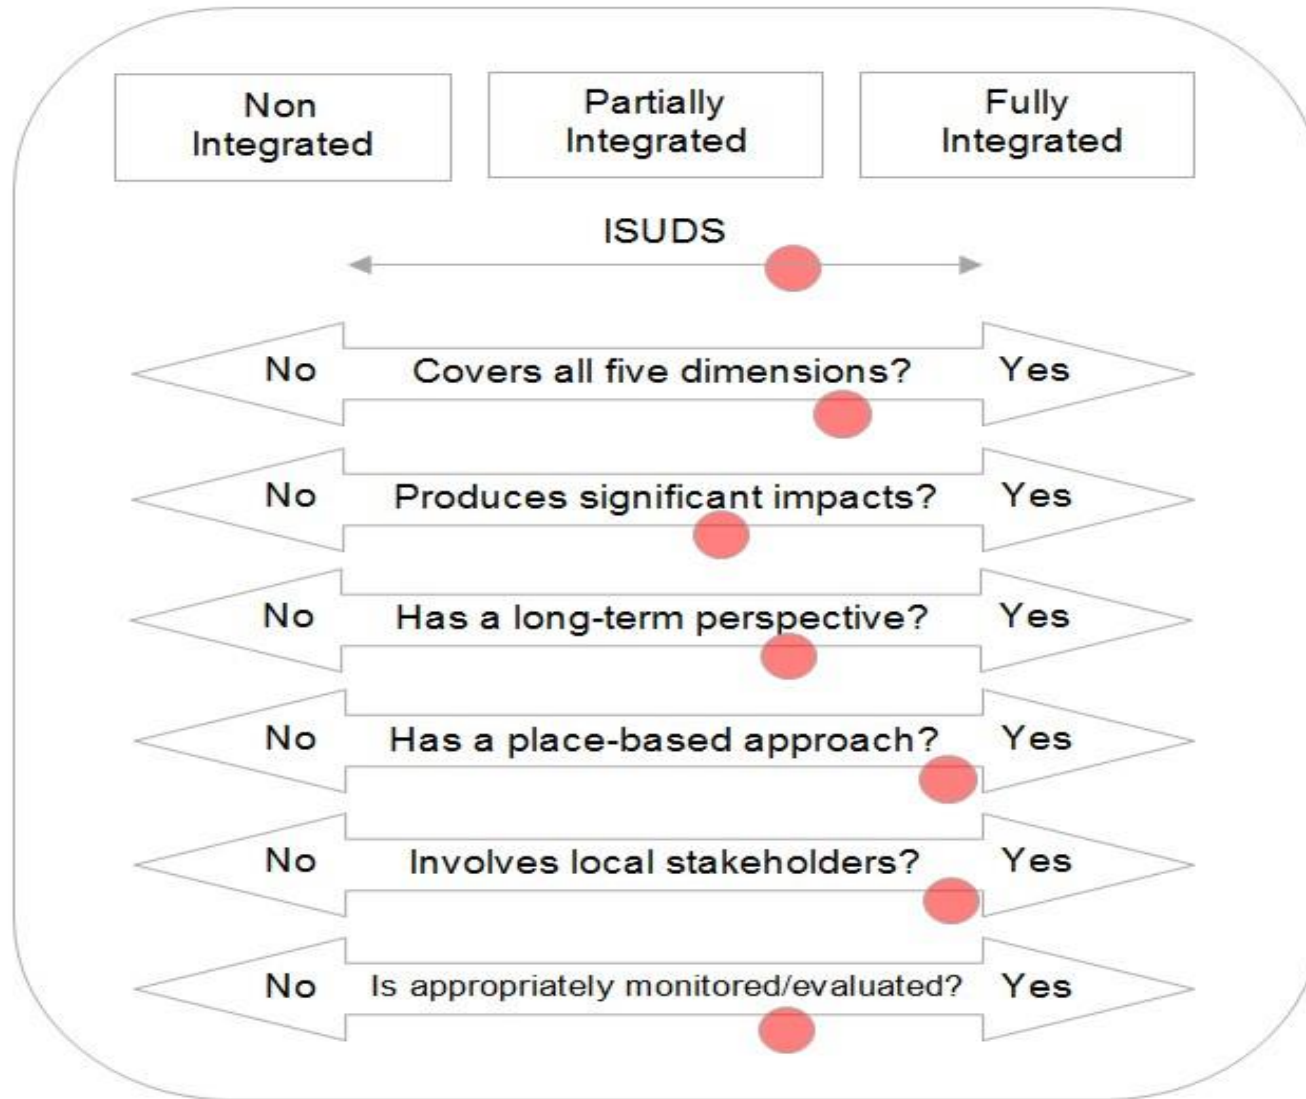 Non
Integrated
Partially
Integrated
Fully
Integrated
ISUDS
No Covers all five dimensions? Yes
No Produces significant impacts? Yes
No Has a long-term perspective? Yes
No Has a place-based approach? Yes
No Involves local stakeholders? Yes
No Is appropriately monitored/evaluated? Yes